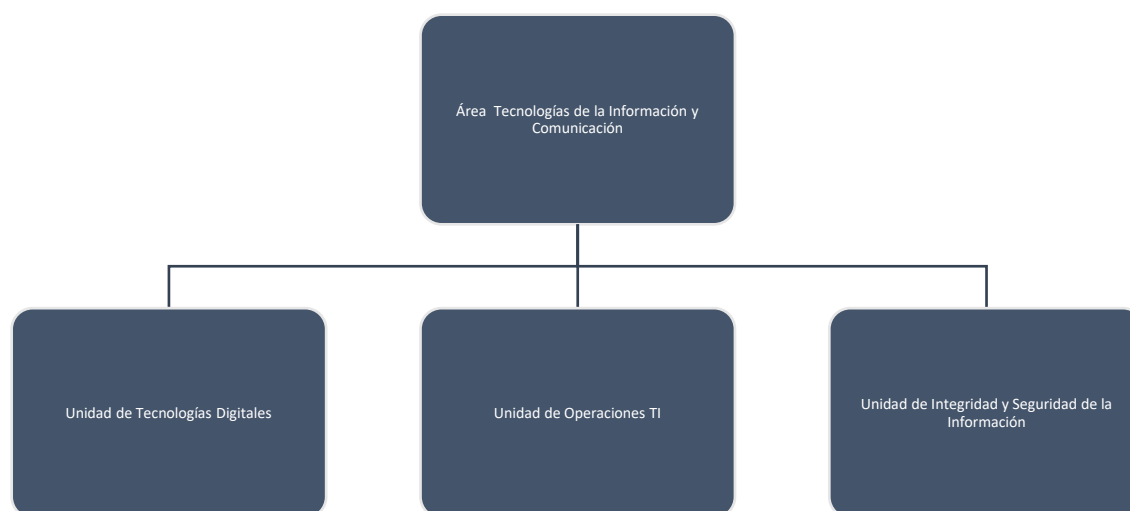 Área  Tecnologías de la Información y
Comunicación
Unidad de Tecnologías Digitales
Unidad de Operaciones TI
Unidad de Integridad y Seguridad de la
Información